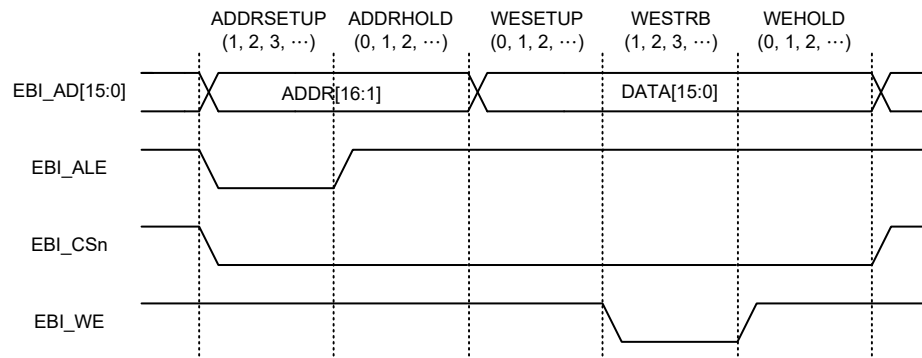 ADDRSETUP ADDRHOLD WESETUP WESTRB WEHOLD
(1, 2, 3, ⋯) (0, 1, 2, ⋯) (0, 1, 2, ⋯) (1, 2, 3, ⋯) (0, 1, 2, ⋯)
EBI_AD[15:0] ADDR[16:1] DATA[15:0]
EBI_ALE
EBI_CSn
EBI_WE